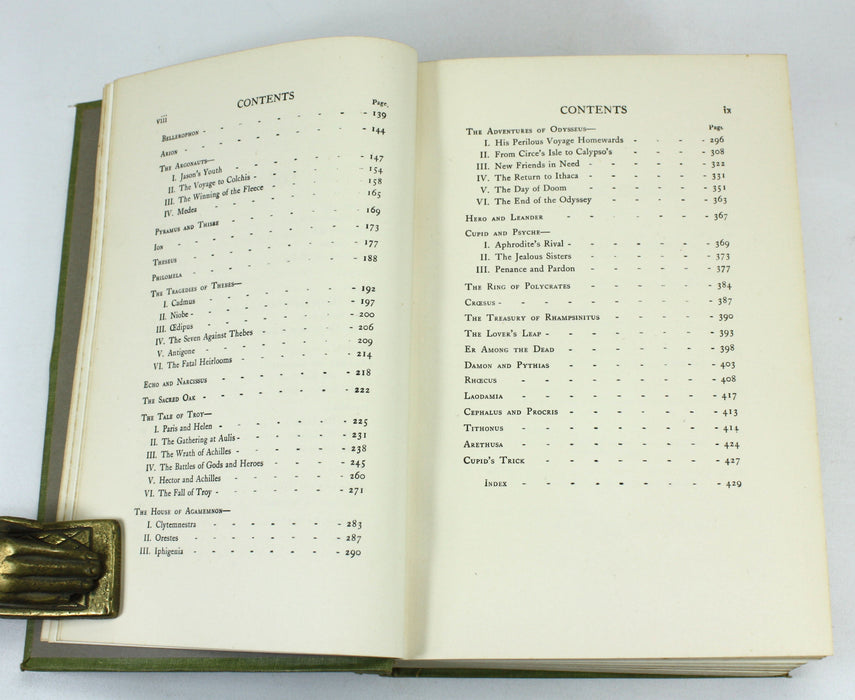 viii CONTENTS
Page.
Bellerophon - - - - - - - 139
Arion - - - - - - - 144
The Argonauts—
I. Jason's Youth - - - - - - 147
II. The Voyage to Colchis - - - - - 154
III. The Winning of the Fleece - - - - 158
IV. Medea - - - - - - - 165
Pyramus and Thisbe - - - - - - 169
Ion - - - - - - - - 173
Theseus - - - - - - - 177
Philomela - - - - - - - 188
The Tragedies of Thebes—
I. Cadmus - - - - - - - 192
II. Niobe - - - - - - - 197
III. Œdipus - - - - - - - 200
IV. The Seven Against Thebes - - - - 206
V. Antigone - - - - - - - 209
VI. The Fatal Heirlooms - - - - - 214
Echo and Narcissus - - - - - - 218
The Sacred Oak - - - - - - 222
The Tale of Troy—
I. Paris and Helen - - - - - - 225
II. The Gathering at Aulis - - - - - 231
III. The Wrath of Achilles - - - - - 238
IV. The Battles of Gods and Heroes - - - - 245
V. Hector and Achilles - - - - - 260
VI. The Fall of Troy - - - - - - 271
The House of Agamemnon—
I. Clytemnestra - - - - - - 283
II. Orestes - - - - - - - 287
III. Iphigenia - - - - - - - 290
CONTENTS ix
Page.
The Adventures of Odysseus—
I. His Perilous Voyage Homewards - - - - 296
II. From Circe's Isle to Calypso's - - - - 308
III. New Friends in Need - - - - - 322
IV. The Return to Ithaca - - - - - 331
V. The Day of Doom - - - - - 351
VI. The End of the Odyssey - - - - - 363
Hero and Leander - - - - - - 367
Cupid and Psyche—
I. Aphrodite's Rival - - - - - - 369
II. The Jealous Sisters - - - - - 373
III. Penance and Pardon - - - - - 377
The Ring of Polycrates - - - - - 384
Crœsus - - - - - - - - 387
The Treasury of Rhampsinitus - - - - 390
The Lover's Leap - - - - - - - 393
Er Among the Dead - - - - - - 398
Damon and Pythias - - - - - - 403
Rhœcus - - - - - - - - 408
Laodamia - - - - - - - - 417
Cephalus and Procris - - - - - - 413
Tithonus - - - - - - - - 414
Arethusa - - - - - - - - 424
Cupid's Trick - - - - - - - 427
Index - - - - - - - - 429